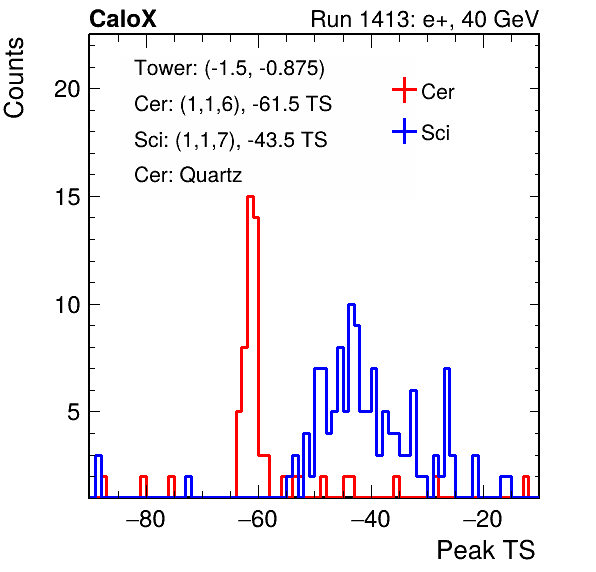 CaloX Run 1413: e+, 40 GeV
Counts
Tower: (-1.5, -0.875)
Cer: (1,1,6), -61.5 TS
Sci: (1,1,7), -43.5 TS
Cer: Quartz
Cer
Sci
20
15
10
5
−80 −60 −40 −20
Peak TS